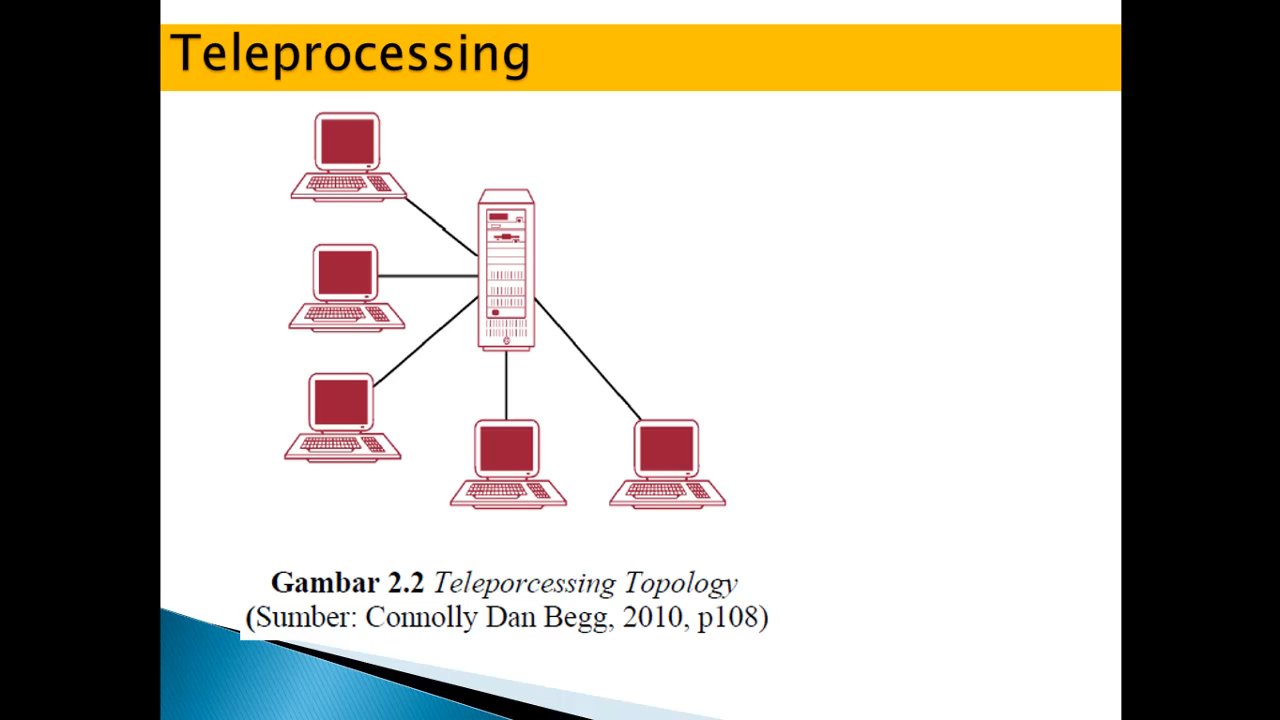 Teleprocessing
Gambar 2.2 Teleporcessing Topology
(Sumber: Connolly Dan Begg, 2010, p108)